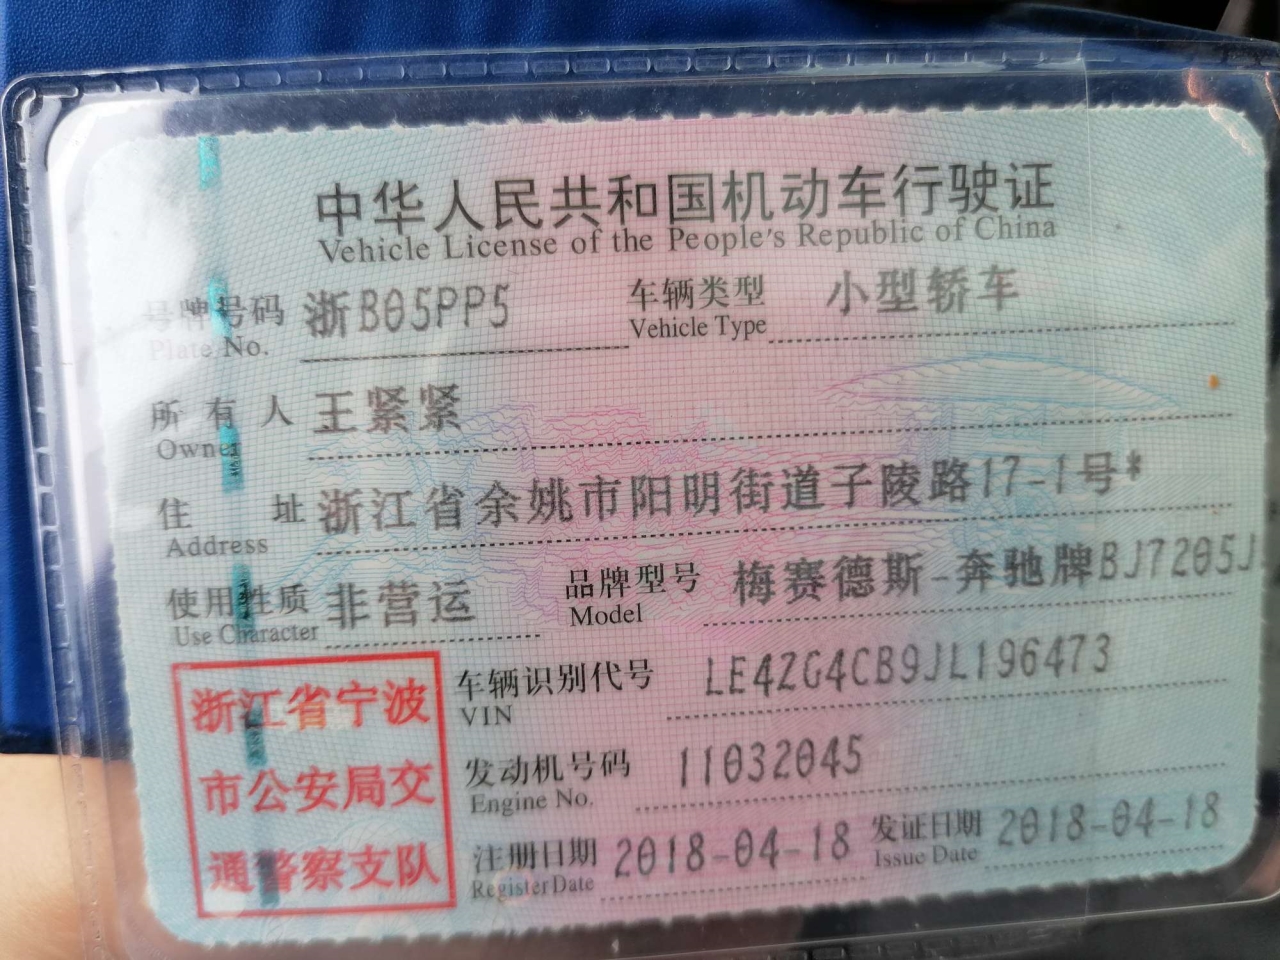 中华人民共和国机动车行驶证
Vehicle License of the People's Republic of China
号牌号码 浙B05PP5 车辆类型 小型轿车
Plate No. Vehicle Type
所有人 王紧紧
Owner
住址 浙江省余姚市阳明街道子陵路17-1号*
Address
使用性质 非营运 品牌型号 梅赛德斯-奔驰牌BJ7205J
Use Character Model
浙江省宁波
市公安局交
通警察支队
车辆识别代号 LE4ZG4CB9JL196473
VIN
发动机号码 11032045
Engine No.
注册日期 2018-04-18 发证日期 2018-04-18
Register Date Issue Date